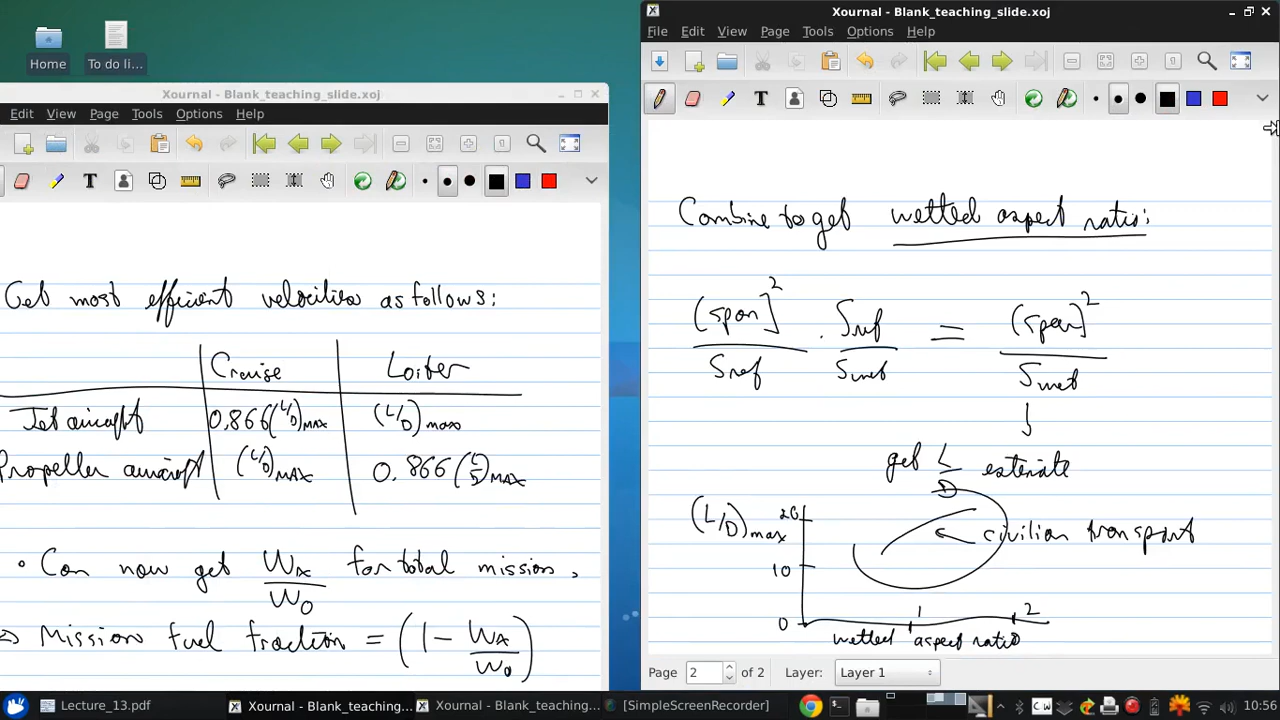 Xournal - Blank_teaching_slide.xoj
File Edit View Page Tools Options Help
Home To do li...
Xournal - Blank_teaching_slide.xoj
Edit View Page Tools Options Help
Get most efficient velocities as follows:
Cruise Loiter
Jet aircraft 0.866(L/D)MAX (L/D)max
Propeller aircraft (L/D)MAX 0.866(L/D)MAX
• Can now get Wx/W0 for total mission,
⇒ Mission fuel fraction = (1 - Wx/W0)
Combine to get wetted aspect ratio:
(span)²/Sref · Sref/Swet = (span)²/Swet
get L/D estimate
(L/D)max 20
civilian transport
10
0 1 2
wetted aspect ratio
Page 2 of 2 Layer: Layer 1
Lecture_13.pdf Xournal - Blank_teaching... Xournal - Blank_teaching... [SimpleScreenRecorder] 10:56